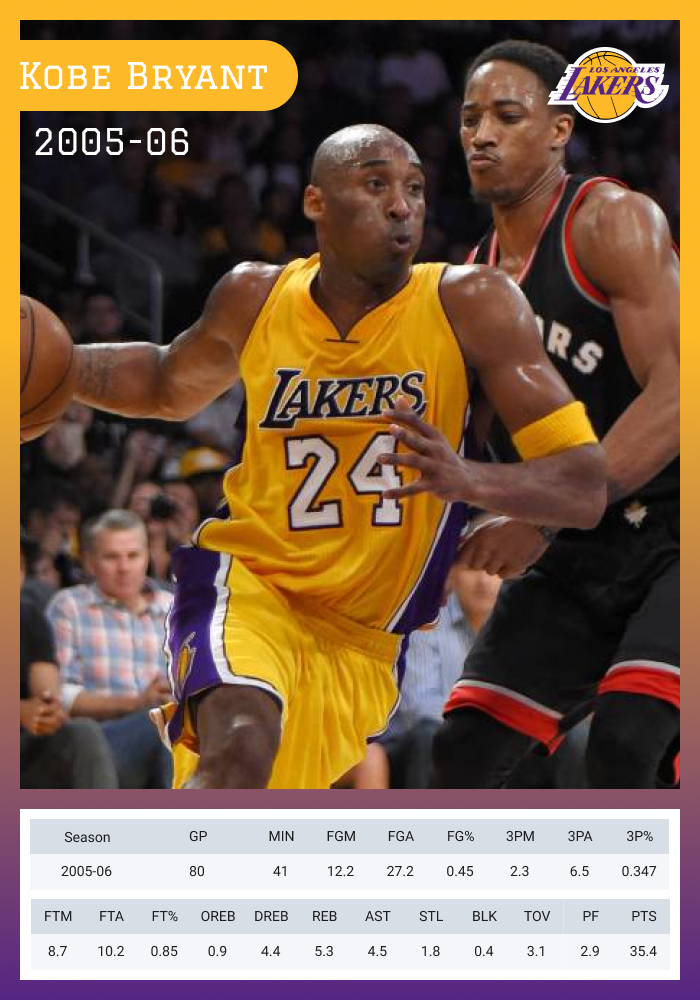 Kobe Bryant
2005-06
LOS ANGELES
LAKERS
RS
LAKERS
24
Season GP MIN FGM FGA FG% 3PM 3PA 3P%
2005-06 80 41 12.2 27.2 0.45 2.3 6.5 0.347
FTM FTA FT% OREB DREB REB AST STL BLK TOV PF PTS
8.7 10.2 0.85 0.9 4.4 5.3 4.5 1.8 0.4 3.1 2.9 35.4